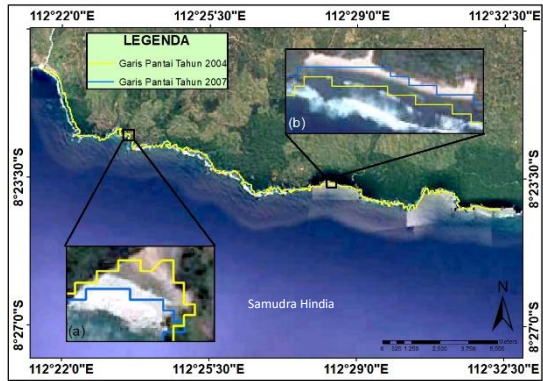 112°22'0"E 112°25'30"E 112°29'0"E 112°32'30"E
LEGENDA
Garis Pantai Tahun 2004
Garis Pantai Tahun 2007
(b)
8°23'30"S 8°23'30"S
(a)
Samudra Hindia
N
8°27'0"S 8°27'0"S
Meters
112°22'0"E 112°25'30"E 112°29'0"E 112°32'30"E